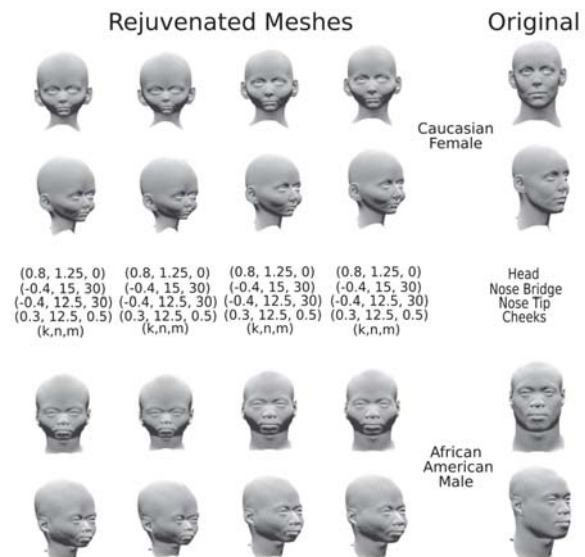 Rejuvenated Meshes Original
Caucasian
Female
(0.8, 1.25, 0) (0.8, 1.25, 0) (0.8, 1.25, 0) (0.8, 1.25, 0) Head
(-0.4, 15, 30) (-0.4, 15, 30) (-0.4, 15, 30) (-0.4, 15, 30) Nose Bridge
(-0.4, 12.5, 30) (-0.4, 12.5, 30) (-0.4, 12.5, 30) (-0.4, 12.5, 30) Nose Tip
(0.3, 12.5, 0.5) (0.3, 12.5, 0.5) (0.3, 12.5, 0.5) (0.3, 12.5, 0.5) Cheeks
(k,n,m) (k,n,m) (k,n,m) (k,n,m)
African
American
Male